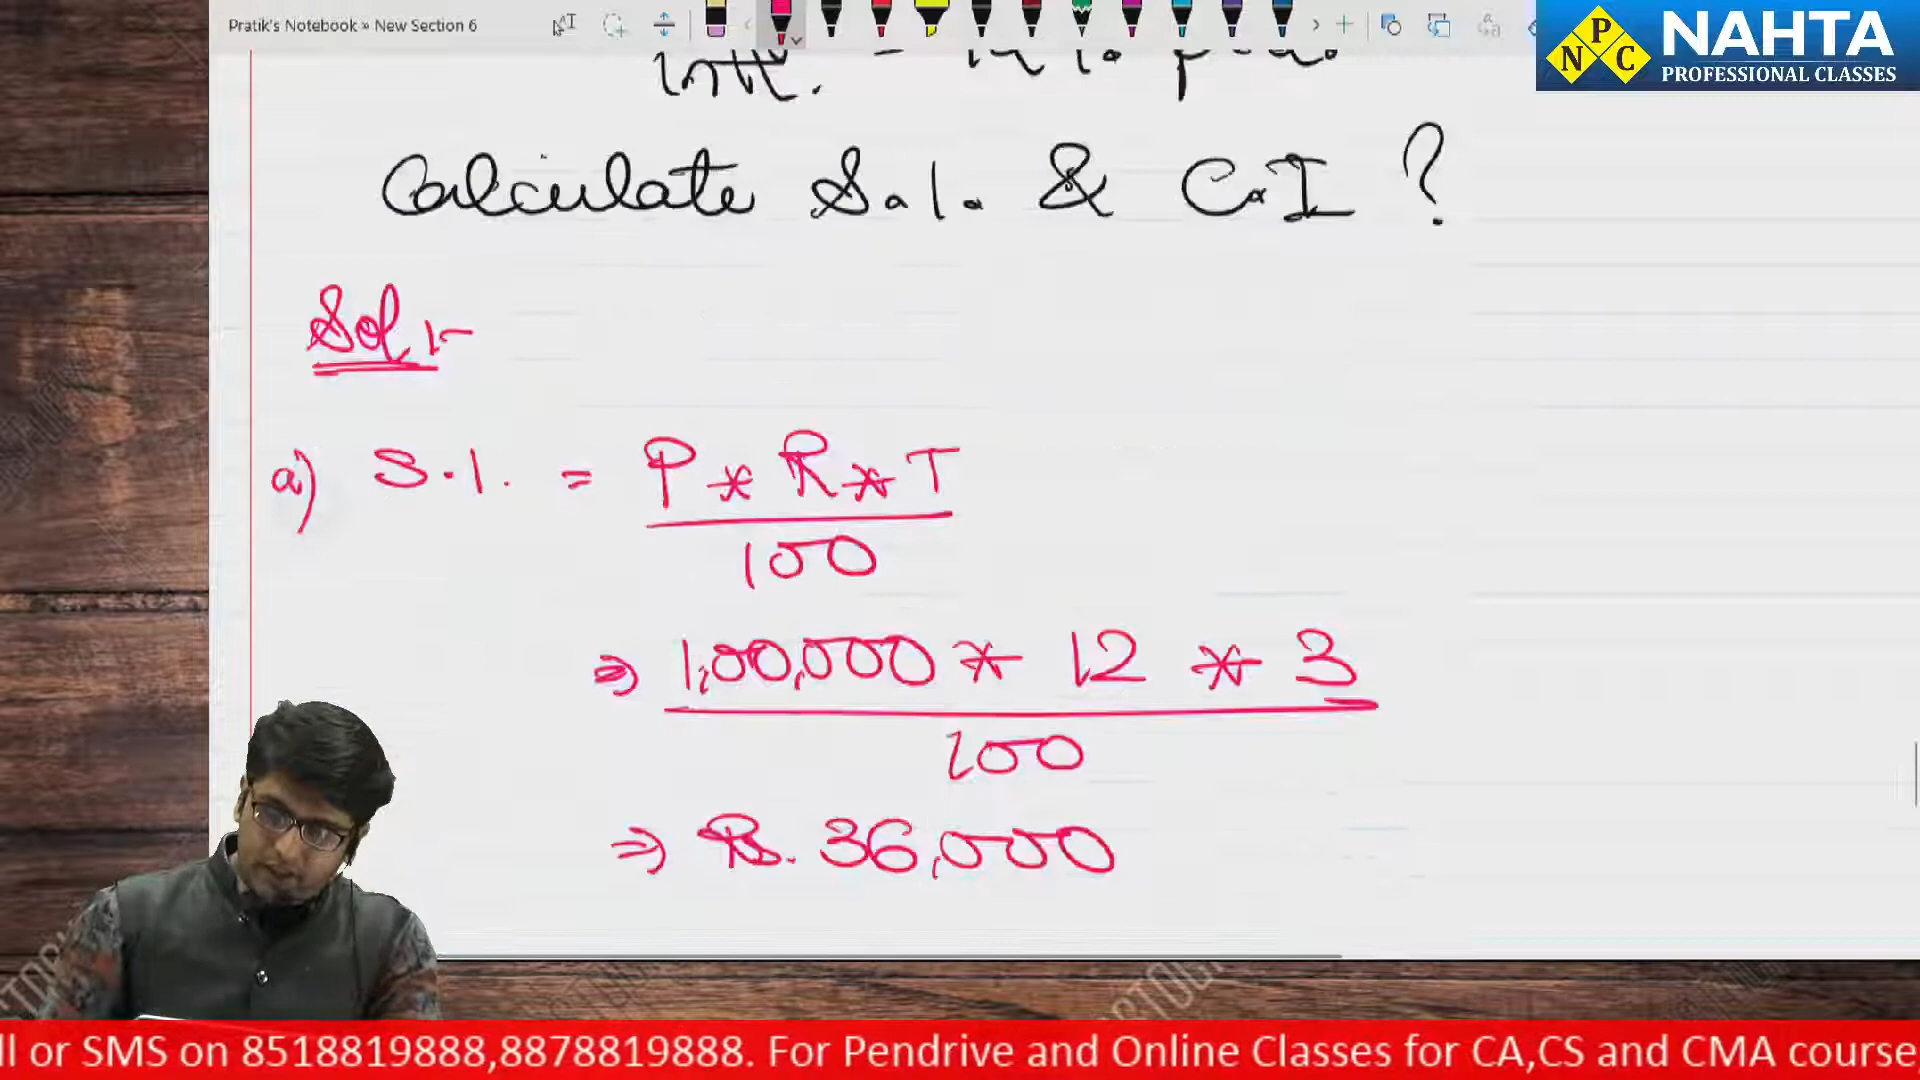 Pratik's Notebook » New Section 6
NPC
NAHTA
PROFESSIONAL CLASSES
Calculate S.I. & C.I ?
Sol :-
a) S.I. = P * R * T
100
⇒ 1,00,000 * 12 * 3
100
⇒ Rs. 36,000
ll or SMS on 8518819888,8878819888. For Pendrive and Online Classes for CA,CS and CMA course